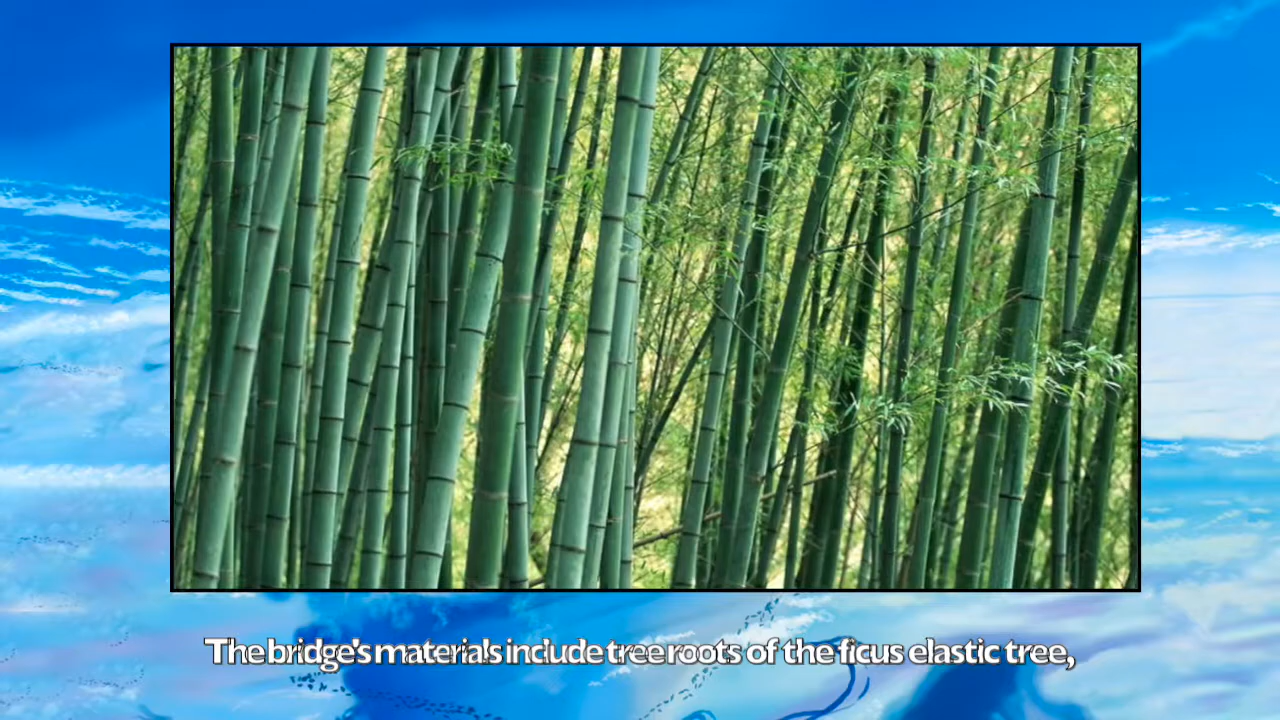 The bridge's materials include tree roots of the ficus elastic tree,